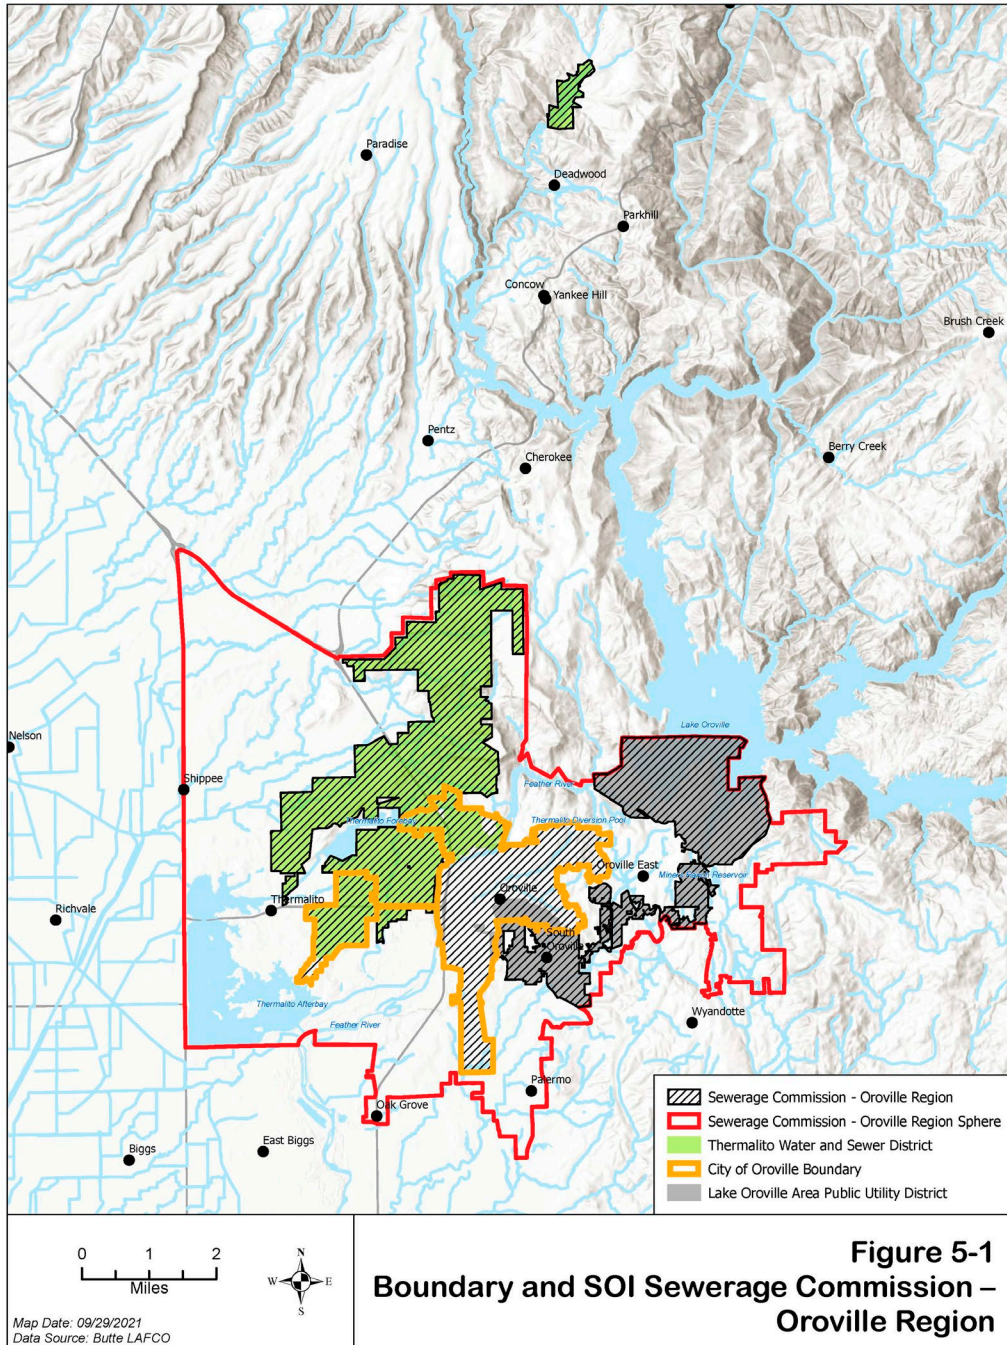 Paradise
Deadwood
Parkhill
Concow
Yankee Hill
Brush Creek
Pentz
Berry Creek
Cherokee
Lake Oroville
Nelson
Shippee
Feather River
Thermalito Forebay
Thermalito Diversion Pool
Oroville East
Miners Ranch Reservoir
Oroville
Thermalito
Richvale
South
Oroville
Thermalito Afterbay
Feather River
Wyandotte
Palermo
Oak Grove
East Biggs
Biggs
Sewerage Commission - Oroville Region
Sewerage Commission - Oroville Region Sphere
Thermalito Water and Sewer District
City of Oroville Boundary
Lake Oroville Area Public Utility District
0 1 2
Miles
N
W E
S
Map Date: 09/29/2021
Data Source: Butte LAFCO
Figure 5-1
Boundary and SOI Sewerage Commission –
Oroville Region